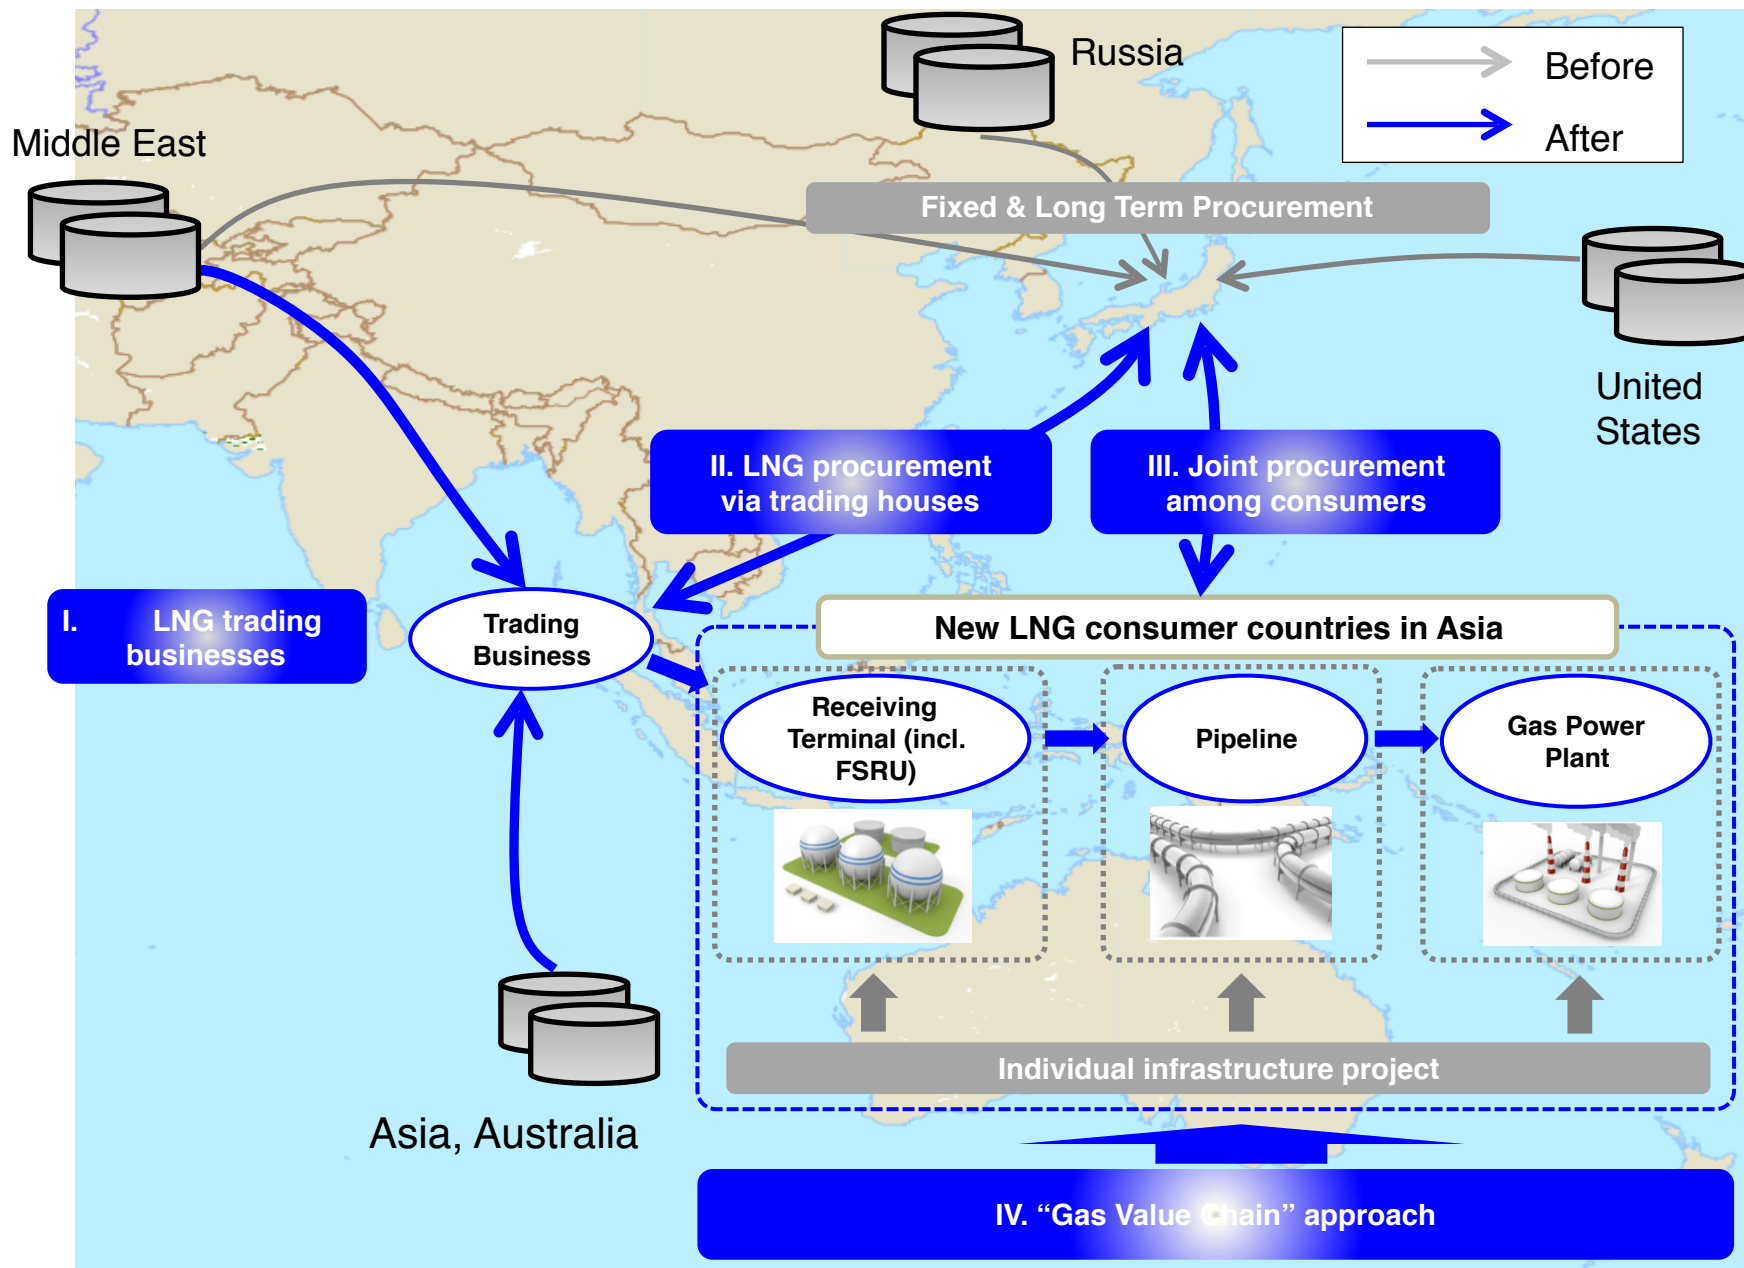 Russia
Before
After
Middle East
Fixed & Long Term Procurement
United
States
II. LNG procurement
via trading houses
III. Joint procurement
among consumers
I. LNG trading
businesses
Trading
Business
New LNG consumer countries in Asia
Receiving
Terminal (incl.
FSRU)
Pipeline
Gas Power
Plant
Individual infrastructure project
Asia, Australia
IV. “Gas Value Chain” approach